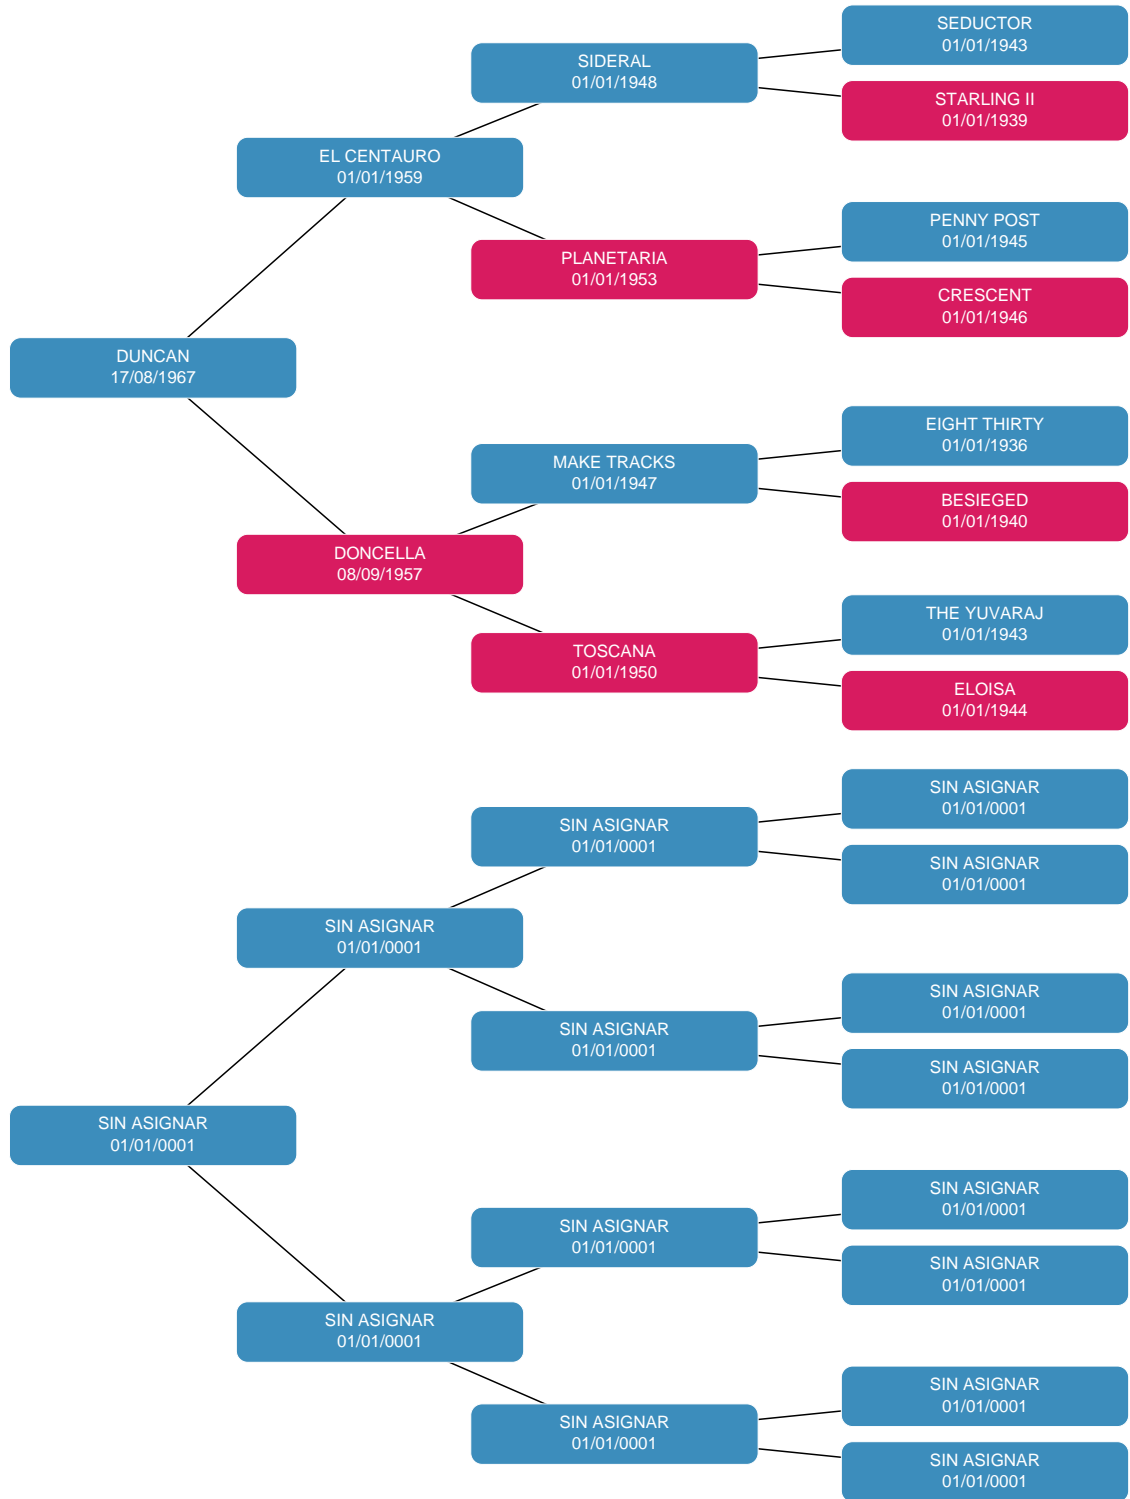 SEDUCTOR
01/01/1943
SIDERAL
01/01/1948
STARLING II
01/01/1939
EL CENTAURO
01/01/1959
PENNY POST
01/01/1945
PLANETARIA
01/01/1953
CRESCENT
01/01/1946
DUNCAN
17/08/1967
EIGHT THIRTY
01/01/1936
MAKE TRACKS
01/01/1947
BESIEGED
01/01/1940
DONCELLA
08/09/1957
THE YUVARAJ
01/01/1943
TOSCANA
01/01/1950
ELOISA
01/01/1944
SIN ASIGNAR
01/01/0001
SIN ASIGNAR
01/01/0001
SIN ASIGNAR
01/01/0001
SIN ASIGNAR
01/01/0001
SIN ASIGNAR
01/01/0001
SIN ASIGNAR
01/01/0001
SIN ASIGNAR
01/01/0001
SIN ASIGNAR
01/01/0001
SIN ASIGNAR
01/01/0001
SIN ASIGNAR
01/01/0001
SIN ASIGNAR
01/01/0001
SIN ASIGNAR
01/01/0001
SIN ASIGNAR
01/01/0001
SIN ASIGNAR
01/01/0001
SIN ASIGNAR
01/01/0001